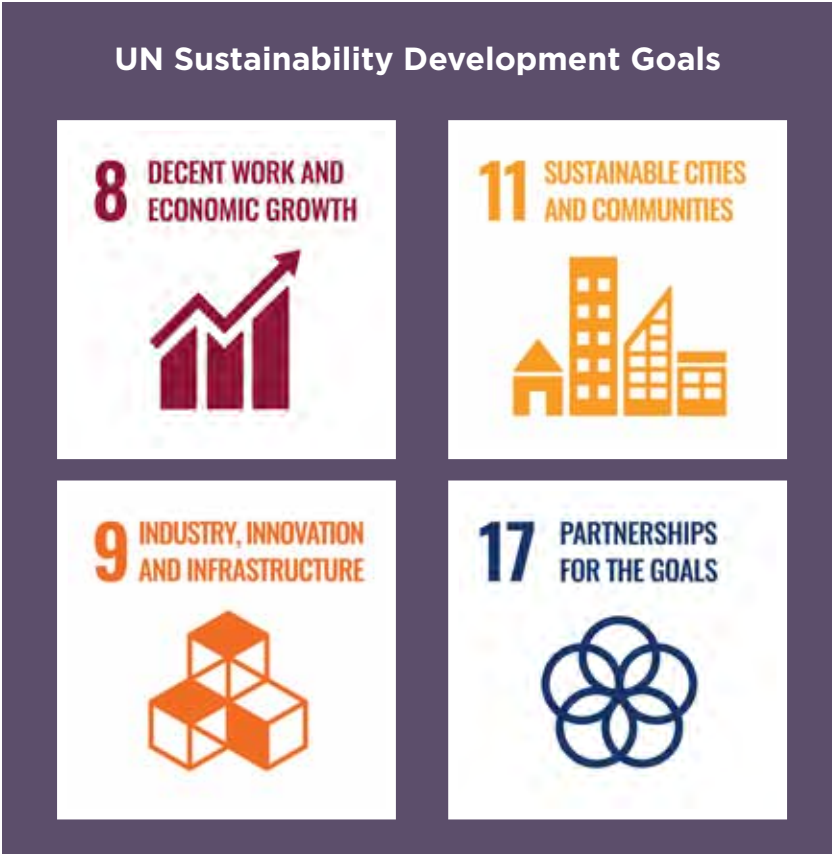 UN Sustainability Development Goals
8 DECENT WORK AND
ECONOMIC GROWTH
11 SUSTAINABLE CITIES
AND COMMUNITIES
9 INDUSTRY, INNOVATION
AND INFRASTRUCTURE
17 PARTNERSHIPS
FOR THE GOALS